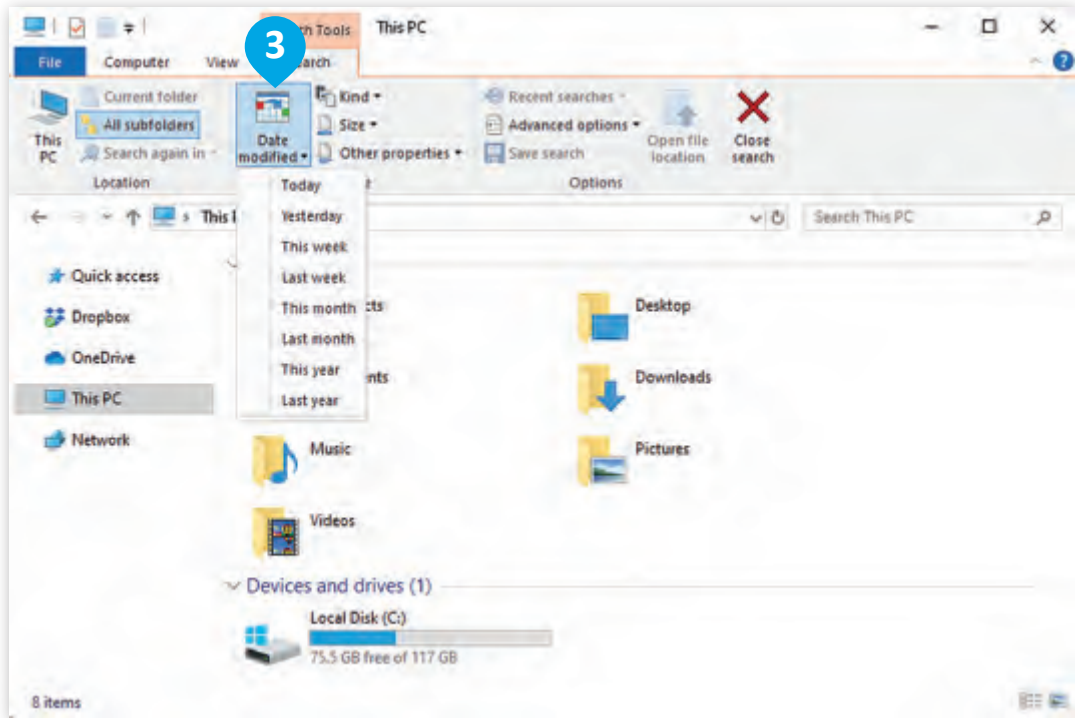 3
Tools This PC
File Computer View
Current folder
All subfolders
Search again in
This PC
Location
Date modified
Kind
Size
Other properties
Recent searches
Advanced options
Save search
Open file location
Close search
Options
Today
Yesterday
This week
Last week
This month
Last month
This year
Last year
This
Search This PC
Quick access
Dropbox
OneDrive
This PC
Network
Desktop
Downloads
Music
Pictures
Videos
Devices and drives (1)
Local Disk (C:)
75.5 GB free of 117 GB
8 items